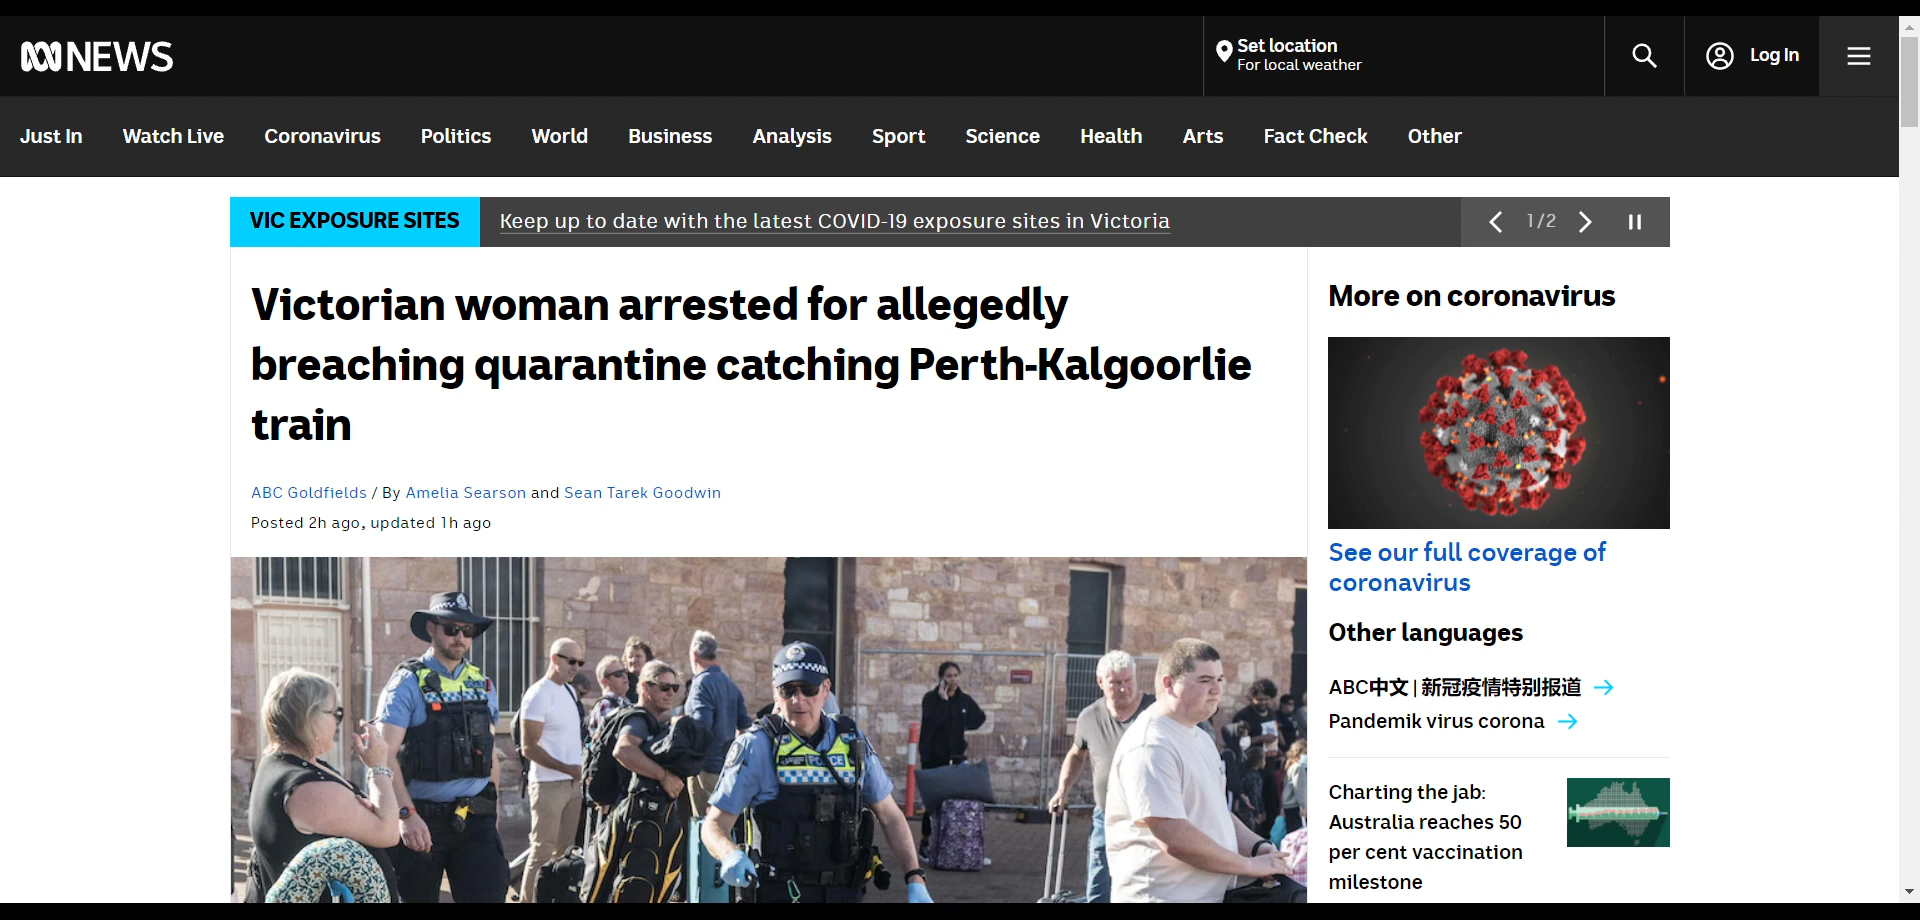 NEWS
Set location
For local weather
Log In
Just In Watch Live Coronavirus Politics World Business Analysis Sport Science Health Arts Fact Check Other
VIC EXPOSURE SITES Keep up to date with the latest COVID-19 exposure sites in Victoria 1/2
Victorian woman arrested for allegedly
breaching quarantine catching Perth-Kalgoorlie
train
ABC Goldfields / By Amelia Searson and Sean Tarek Goodwin
Posted 2h ago, updated 1h ago
POLICE
More on coronavirus
See our full coverage of
coronavirus
Other languages
ABC中文 | 新冠疫情特别报道
Pandemik virus corona
Charting the jab:
Australia reaches 50
per cent vaccination
milestone